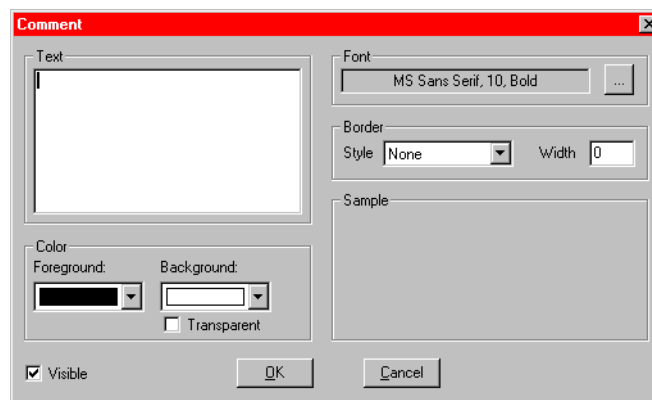 Comment
Text
Font
MS Sans Serif, 10, Bold
...
Border
Style None Width 0
Sample
Color
Foreground: Background:
Transparent
Visible OK Cancel